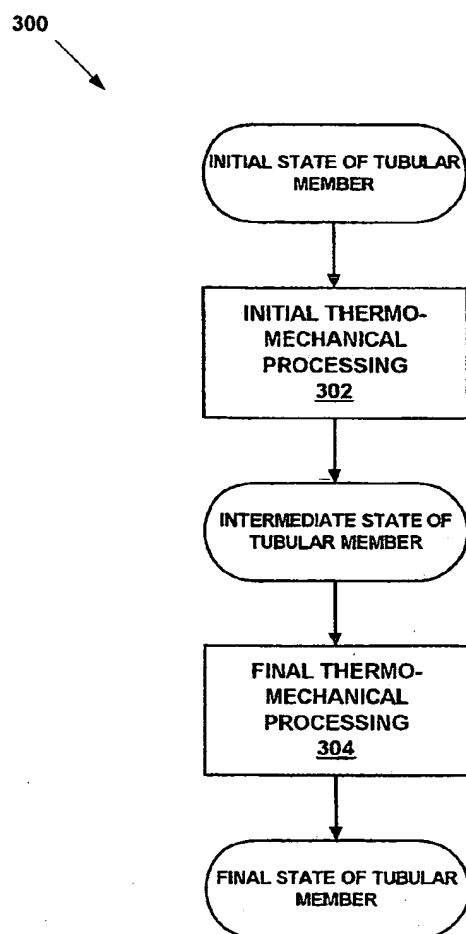 300
INITIAL STATE OF TUBULAR
MEMBER
INITIAL THERMO-
MECHANICAL
PROCESSING
302
INTERMEDIATE STATE OF
TUBULAR MEMBER
FINAL THERMO-
MECHANICAL
PROCESSING
304
FINAL STATE OF TUBULAR
MEMBER